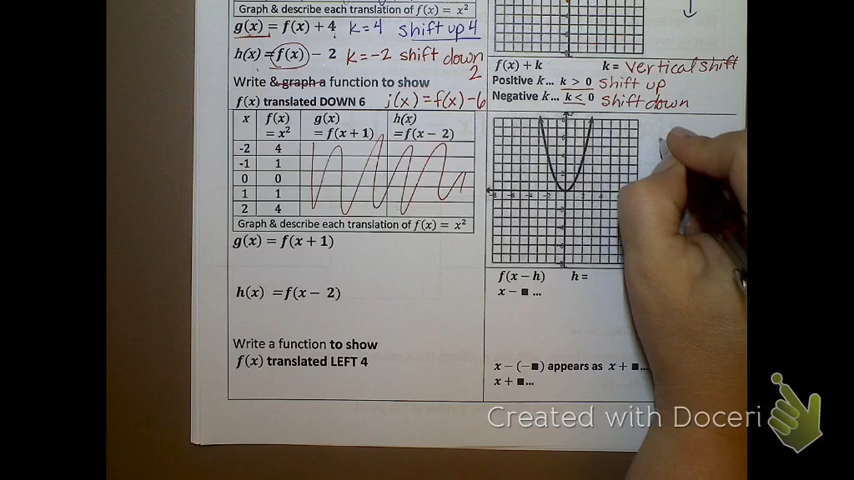 Graph & describe each translation of f(x) = x²
g(x) = f(x) + 4 k = 4 shift up 4
h(x) = f(x) − 2 k = −2 shift down 2
Write & graph a function to show
f(x) translated DOWN 6 j(x) = f(x) − 6
f(x) + k k = vertical shift
Positive k... k > 0 shift up
Negative k... k < 0 shift down
x f(x) = x² g(x) = f(x + 1) h(x) = f(x − 2)
-2 4
-1 1
0 0
1 1
2 4
Graph & describe each translation of f(x) = x²
g(x) = f(x + 1)
h(x) = f(x − 2)
Write a function to show
f(x) translated LEFT 4
f(x − h) h =
x − ■ ...
x − (−■) appears as x + ■...
x + ■...
Created with Doceri